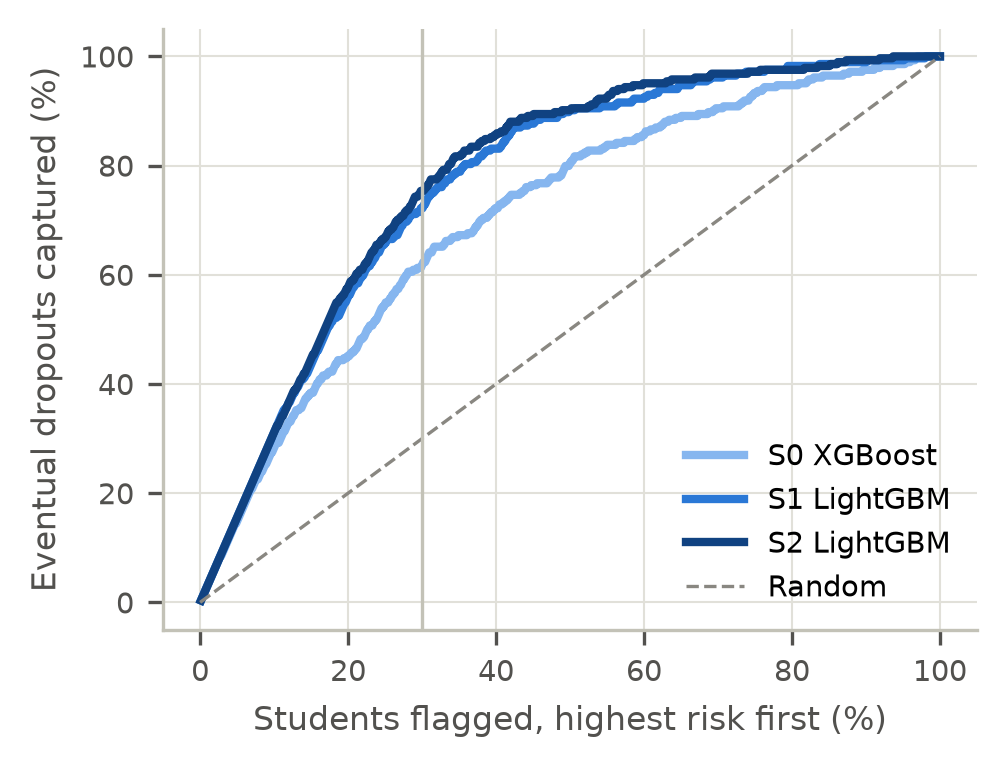 Eventual dropouts captured (%)
100
80
60
40
20
0
S0 XGBoost
S1 LightGBM
S2 LightGBM
Random
0 20 40 60 80 100
Students flagged, highest risk first (%)